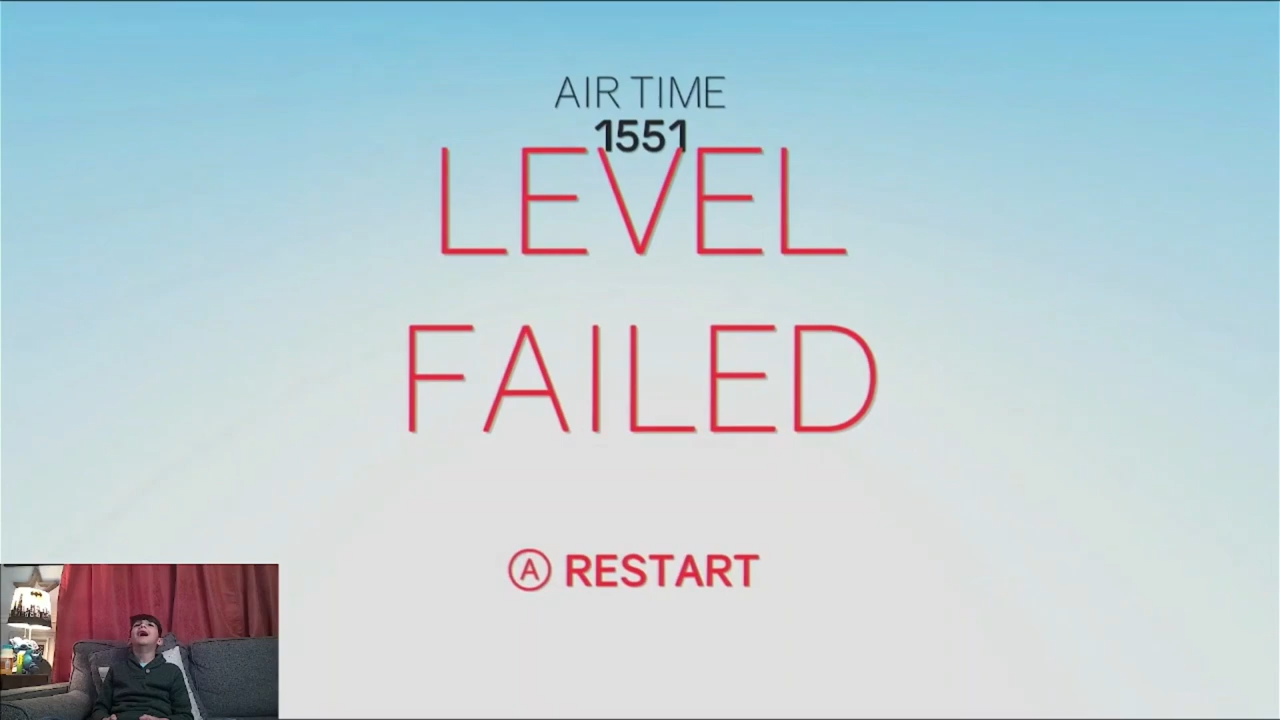 AIR TIME
1551
LEVEL
FAILED
Ⓐ RESTART